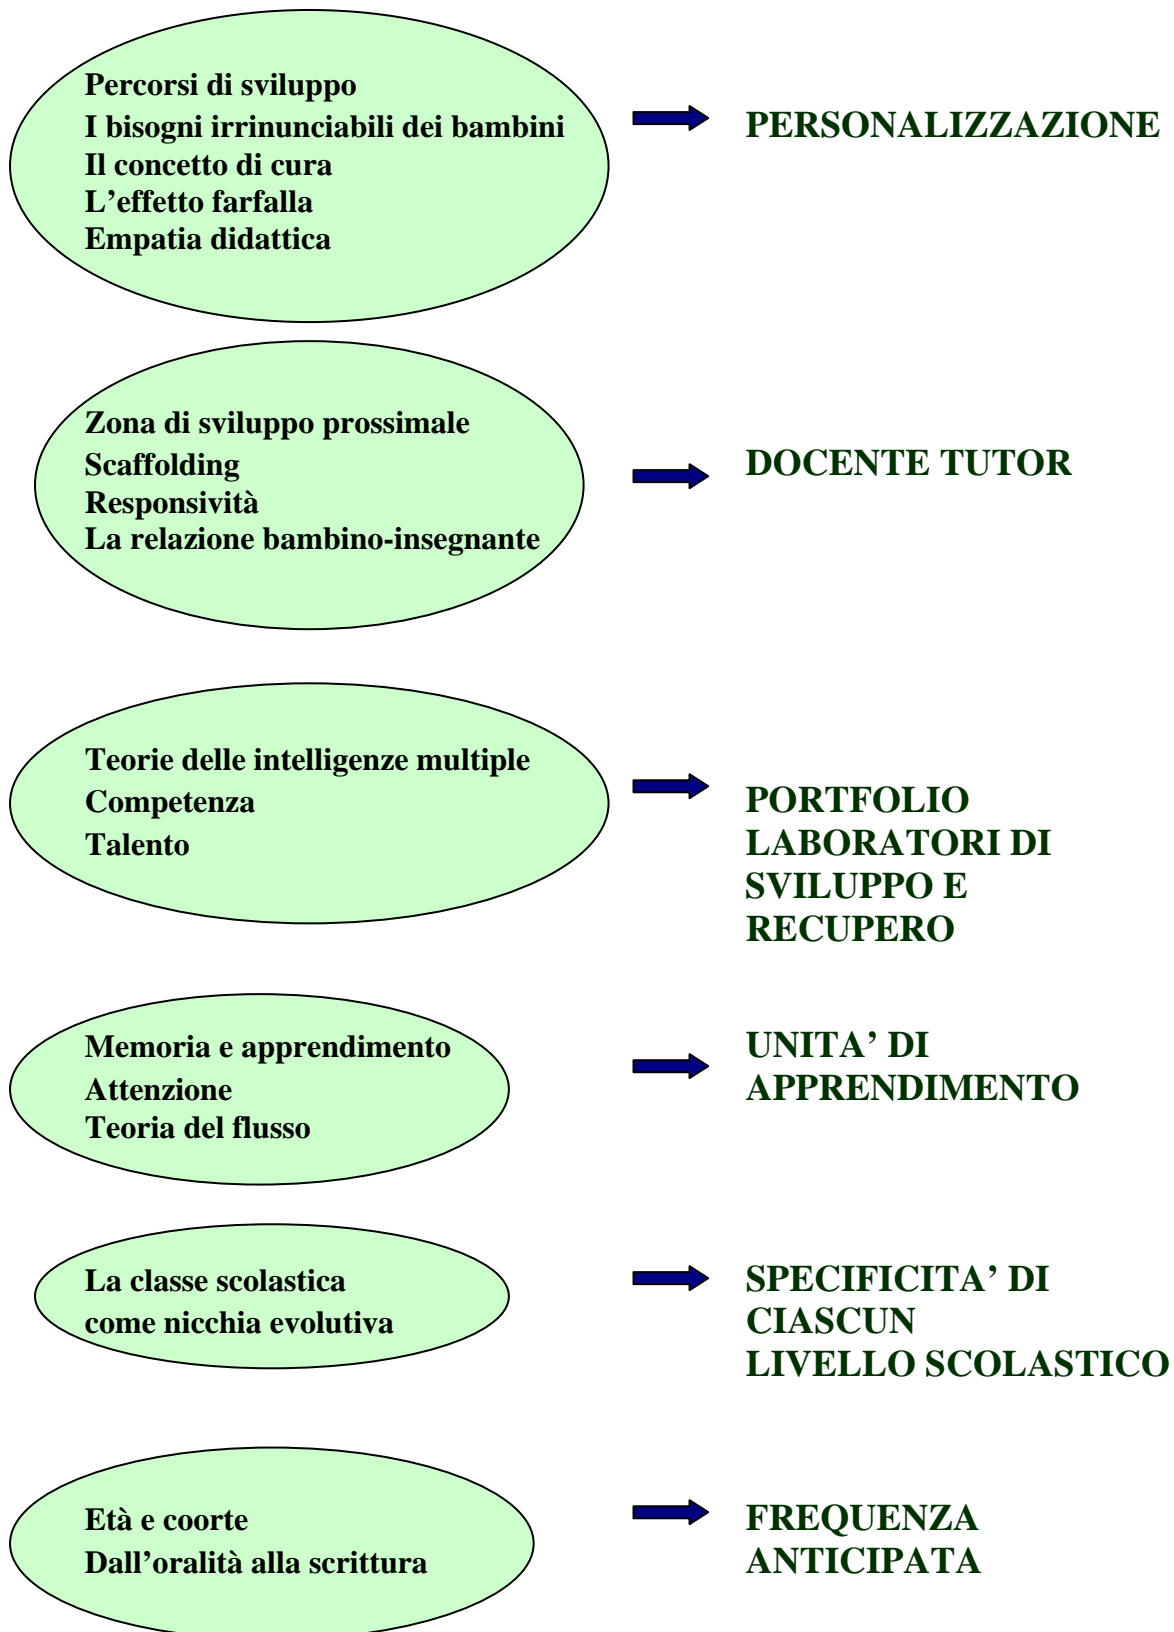 Percorsi di sviluppo
I bisogni irrinunciabili dei bambini
Il concetto di cura
L’effetto farfalla
Empatia didattica
PERSONALIZZAZIONE
Zona di sviluppo prossimale
Scaffolding
Responsività
La relazione bambino-insegnante
DOCENTE TUTOR
Teorie delle intelligenze multiple
Competenza
Talento
PORTFOLIO
LABORATORI DI
SVILUPPO E
RECUPERO
Memoria e apprendimento
Attenzione
Teoria del flusso
UNITA’ DI
APPRENDIMENTO
La classe scolastica
come nicchia evolutiva
SPECIFICITA’ DI
CIASCUN
LIVELLO SCOLASTICO
Età e coorte
Dall’oralità alla scrittura
FREQUENZA
ANTICIPATA